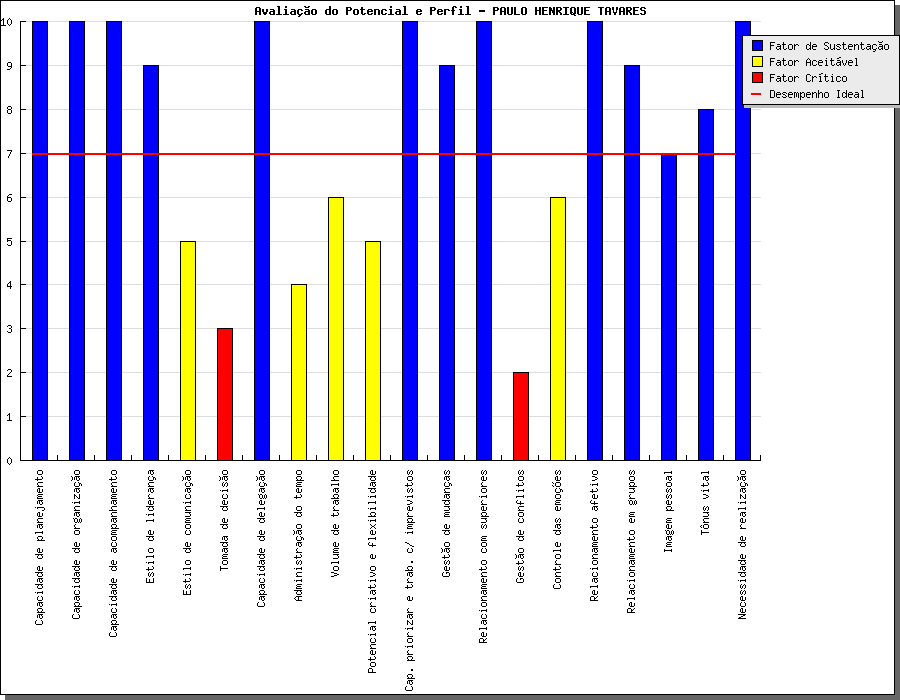 Avaliação do Potencial e Perfil - PAULO HENRIQUE TAVARES
Fator de Sustentação
Fator Aceitável
Fator Crítico
Desempenho Ideal
10
9
8
7
6
5
4
3
2
1
0
Capacidade de planejamento
Capacidade de organização
Capacidade de acompanhamento
Estilo de liderança
Estilo de comunicação
Tomada de decisão
Capacidade de delegação
Administração do tempo
Volume de trabalho
Potencial criativo e flexibilidade
Cap. priorizar e trab. c/ imprevistos
Gestão de mudanças
Relacionamento com superiores
Gestão de conflitos
Controle das emoções
Relacionamento afetivo
Relacionamento em grupos
Imagem pessoal
Tônus vital
Necessidade de realização